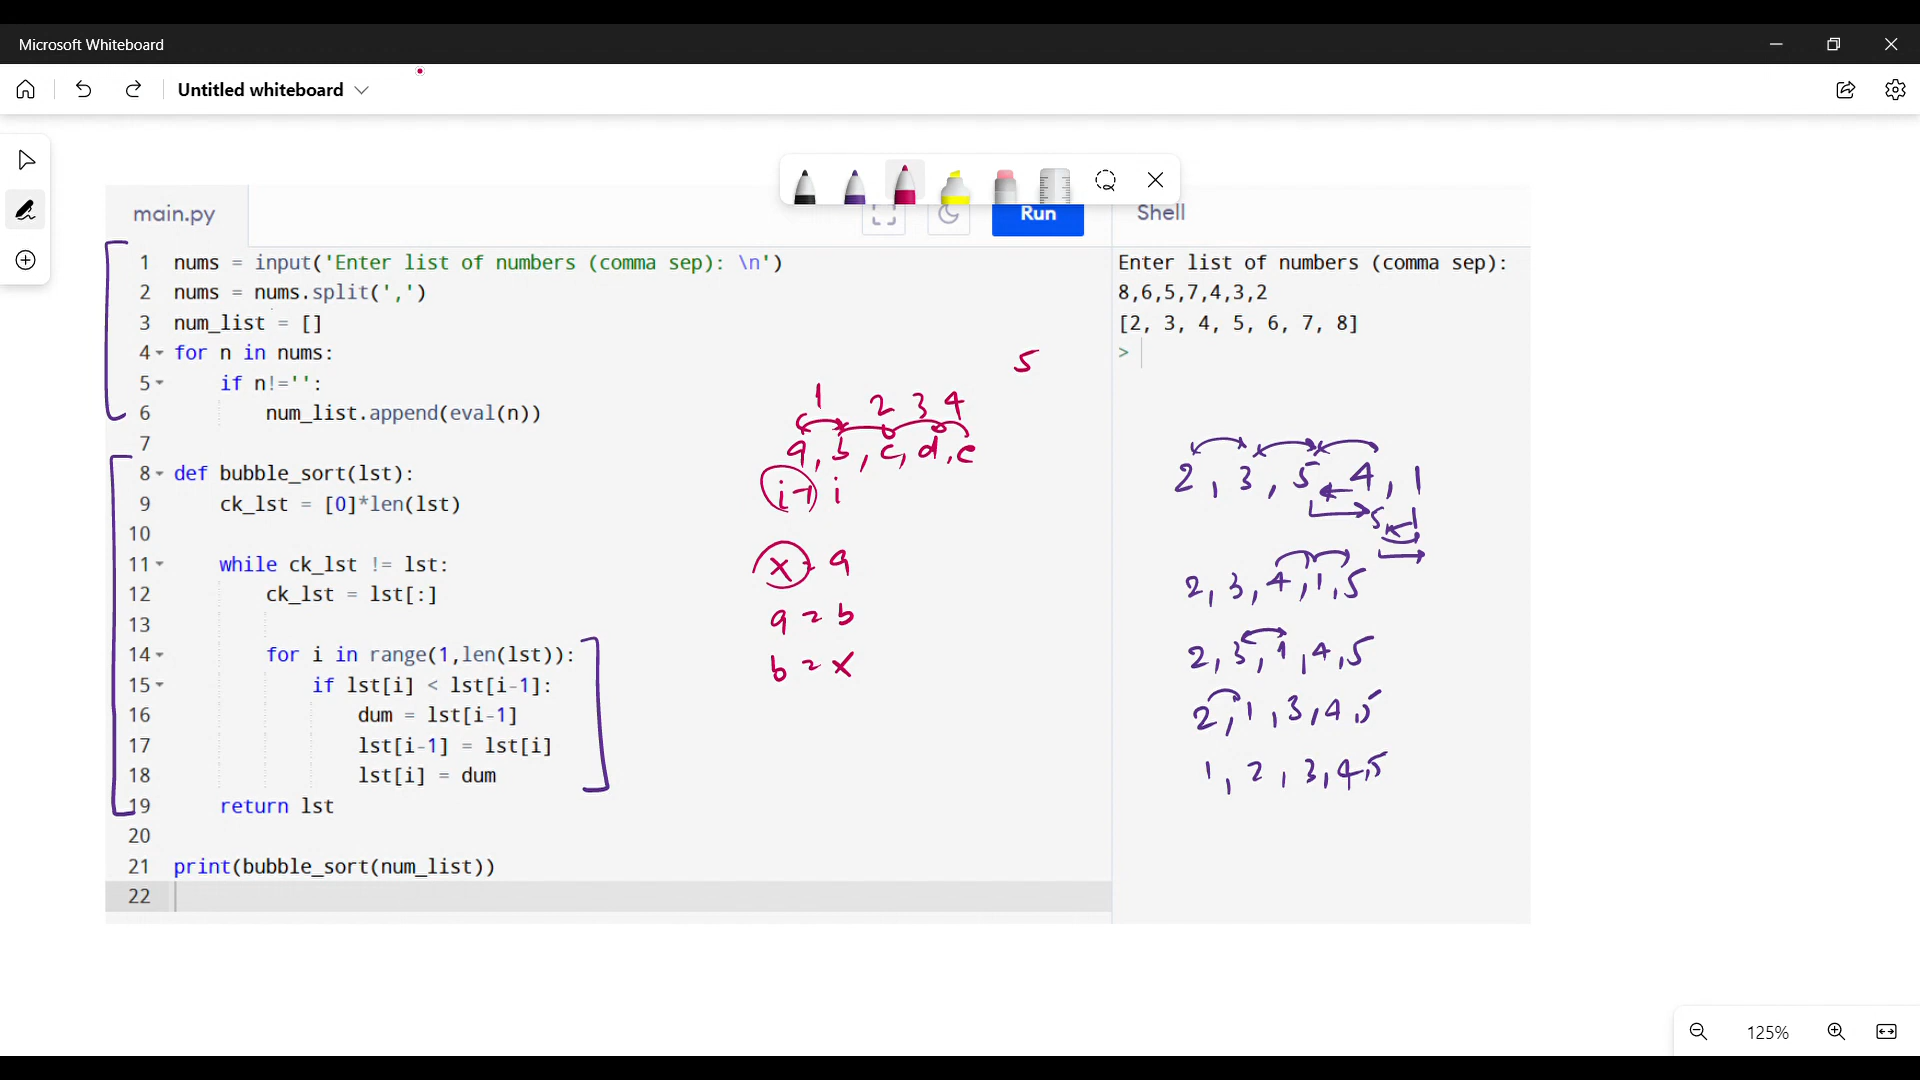 Microsoft Whiteboard
Untitled whiteboard
main.py
Run
Shell
1 nums = input('Enter list of numbers (comma sep): \n')
2 nums = nums.split(',')
3 num_list = []
4 for n in nums:
5 if n!='':
6 num_list.append(eval(n))
7
8 def bubble_sort(lst):
9 ck_lst = [0]*len(lst)
10
11 while ck_lst != lst:
12 ck_lst = lst[:]
13
14 for i in range(1,len(lst)):
15 if lst[i] < lst[i-1]:
16 dum = lst[i-1]
17 lst[i-1] = lst[i]
18 lst[i] = dum
19 return lst
20
21 print(bubble_sort(num_list))
22
5
1 2 3 4
a, b, c, d, e
i-1 i
x = a
a = b
b = x
Enter list of numbers (comma sep):
8,6,5,7,4,3,2
[2, 3, 4, 5, 6, 7, 8]
>
2, 3, 5, 4, 1
5 1
2, 3, 4, 1, 5
2, 3, 1, 4, 5
2, 1, 3, 4, 5
1, 2, 3, 4, 5
125%